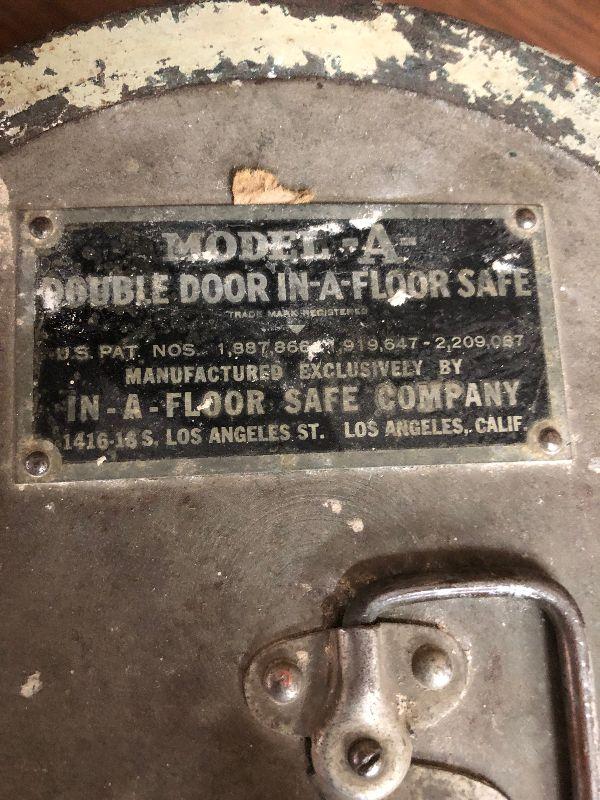 MODEL -A-
DOUBLE DOOR IN-A-FLOOR SAFE
TRADE MARK REGISTERED
U.S. PAT. NOS. 1,887,866 - 1,919,647 - 2,209,087
MANUFACTURED EXCLUSIVELY BY
IN-A-FLOOR SAFE COMPANY
1416-18 S. LOS ANGELES ST. LOS ANGELES, CALIF.